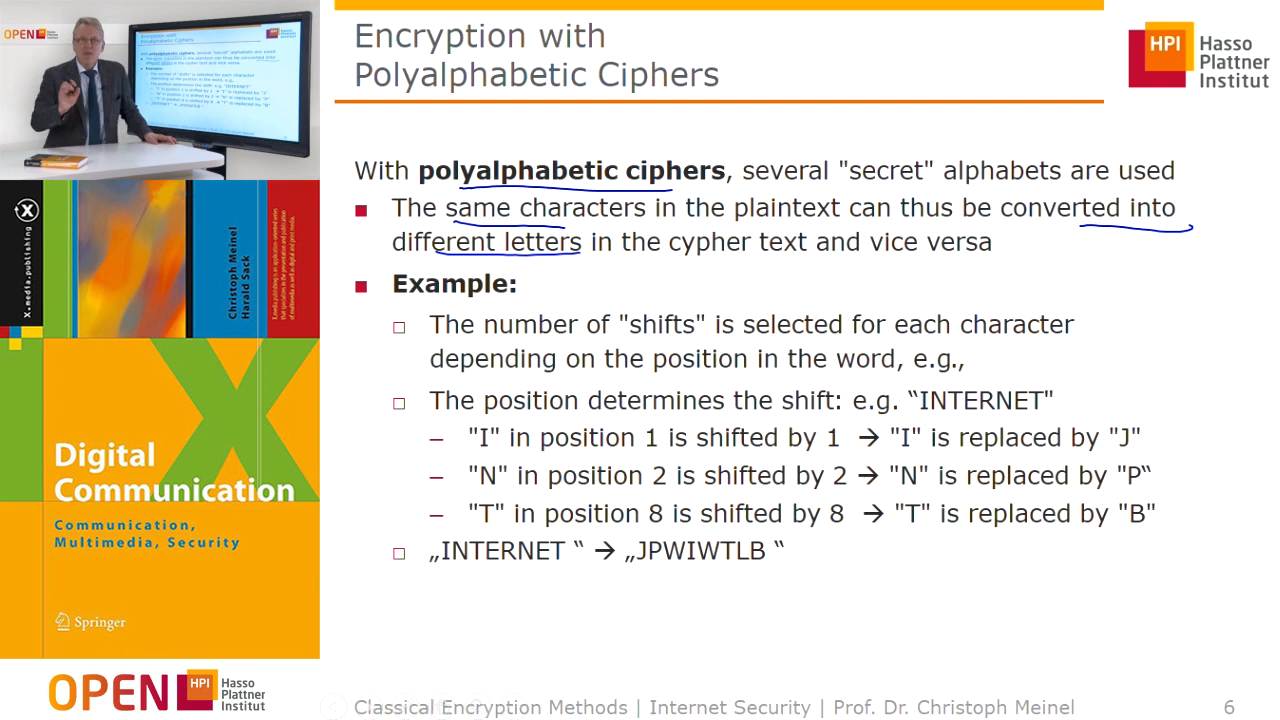 Encryption with
Polyalphabetic Ciphers
HPI Hasso
Plattner
Institut
With polyalphabetic ciphers, several "secret" alphabets are used
■ The same characters in the plaintext can thus be converted into
different letters in the cypher text and vice versa
■ Example:
□ The number of "shifts" is selected for each character
depending on the position in the word, e.g.,
□ The position determines the shift: e.g. “INTERNET"
– "I" in position 1 is shifted by 1 → "I" is replaced by "J"
– "N" in position 2 is shifted by 2 → "N" is replaced by "P“
– "T" in position 8 is shifted by 8 → "T" is replaced by "B"
□ „INTERNET “ → „JPWIWTLB “
X.media.publishing
Christoph Meinel
Harald Sack
Digital
Communication
Communication,
Multimedia, Security
Springer
OPEN HPI Hasso
Plattner
Institut
Classical Encryption Methods | Internet Security | Prof. Dr. Christoph Meinel
6